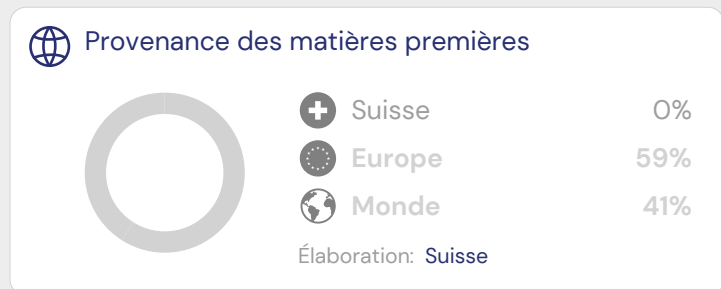 Provenance des matières premières
Suisse 0%
Europe 59%
Monde 41%
Élaboration: Suisse